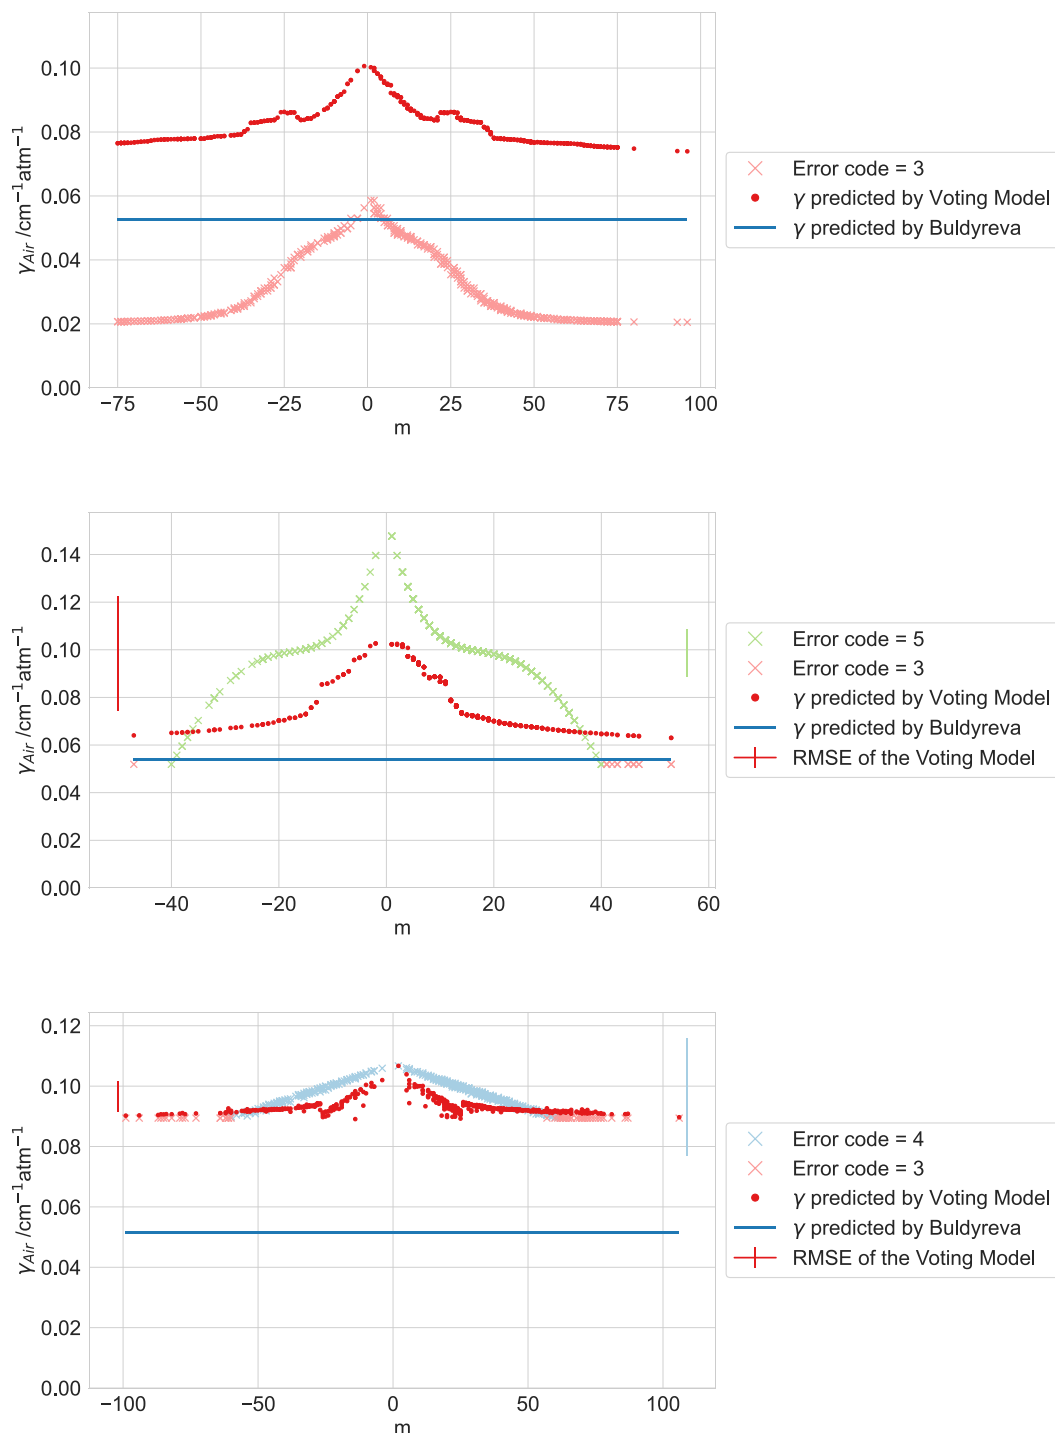 0.10
0.08
0.06
0.04
0.02
0.00
γAir /cm−1atm−1
−75 −50 −25 0 25 50 75 100
m
Error code = 3
γ predicted by Voting Model
γ predicted by Buldyreva
0.14
0.12
0.10
0.08
0.06
0.04
0.02
0.00
γAir /cm−1atm−1
−40 −20 0 20 40 60
m
Error code = 5
Error code = 3
γ predicted by Voting Model
γ predicted by Buldyreva
RMSE of the Voting Model
0.12
0.10
0.08
0.06
0.04
0.02
0.00
γAir /cm−1atm−1
−100 −50 0 50 100
m
Error code = 4
Error code = 3
γ predicted by Voting Model
γ predicted by Buldyreva
RMSE of the Voting Model